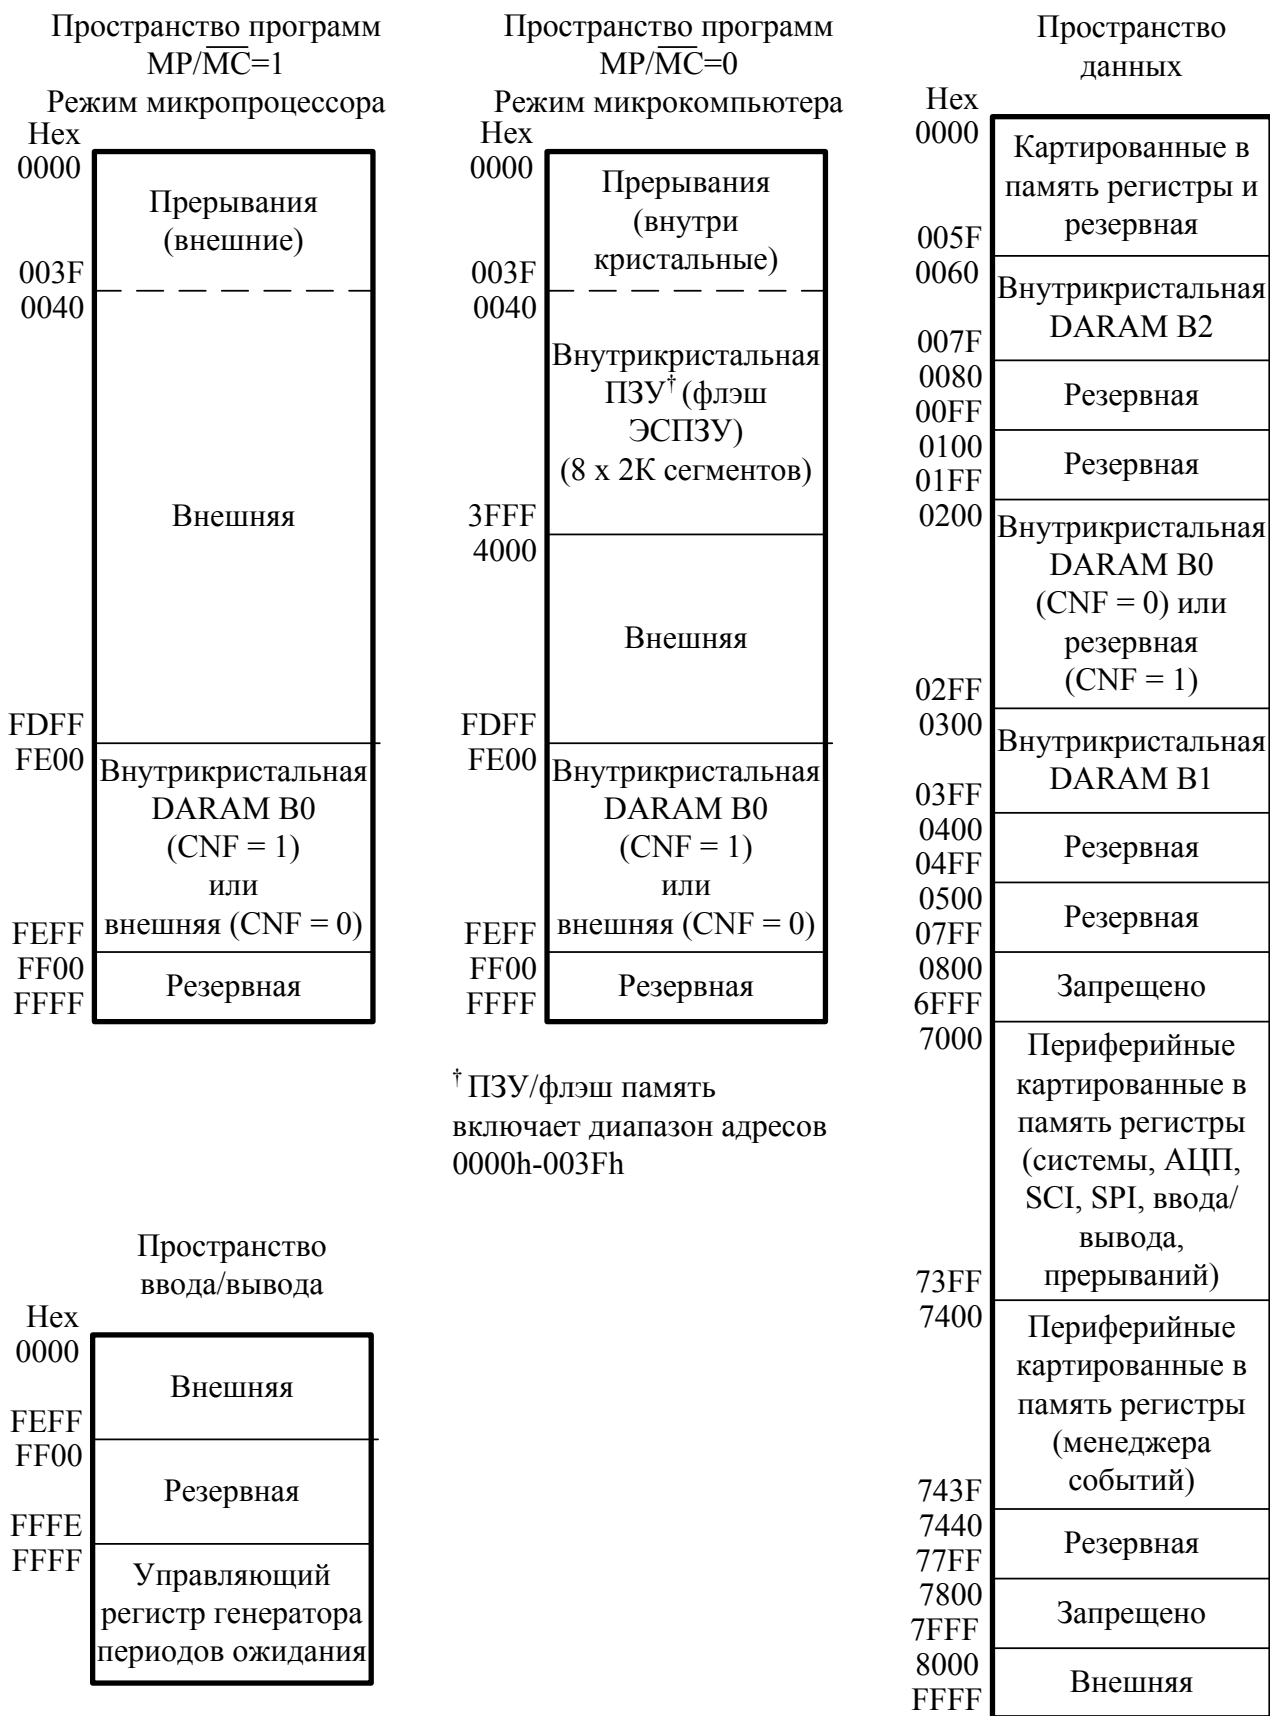 Пространство программ
MP/MC=1
Режим микропроцессора
Hex
0000
Прерывания
(внешние)
003F
0040
Внешняя
FDFF
FE00
Внутрикристальная
DARAM B0
(CNF = 1)
или
внешняя (CNF = 0)
FEFF
FF00
Резервная
FFFF
Пространство программ
MP/MC=0
Режим микрокомпьютера
Hex
0000
Прерывания
(внутри
кристальные)
003F
0040
Внутрикристальная
ПЗУ† (флэш
ЭСПЗУ)
(8 x 2К сегментов)
3FFF
4000
Внешняя
FDFF
FE00
Внутрикристальная
DARAM B0
(CNF = 1)
или
внешняя (CNF = 0)
FEFF
FF00
Резервная
FFFF
† ПЗУ/флэш память
включает диапазон адресов
0000h-003Fh
Пространство
ввода/вывода
Hex
0000
Внешняя
FEFF
FF00
Резервная
FFFE
FFFF
Управляющий
регистр генератора
периодов ожидания
Пространство
данных
Hex
0000
Картированные в
память регистры и
резервная
005F
0060
Внутрикристальная
DARAM B2
007F
0080
Резервная
00FF
0100
Резервная
01FF
0200
Внутрикристальная
DARAM B0
(CNF = 0) или
резервная
(CNF = 1)
02FF
0300
Внутрикристальная
DARAM B1
03FF
0400
Резервная
04FF
0500
Резервная
07FF
0800
Запрещено
6FFF
7000
Периферийные
картированные в
память регистры
(системы, АЦП,
SCI, SPI, ввода/
вывода,
прерываний)
73FF
7400
Периферийные
картированные в
память регистры
(менеджера
событий)
743F
7440
Резервная
77FF
7800
Запрещено
7FFF
8000
Внешняя
FFFF